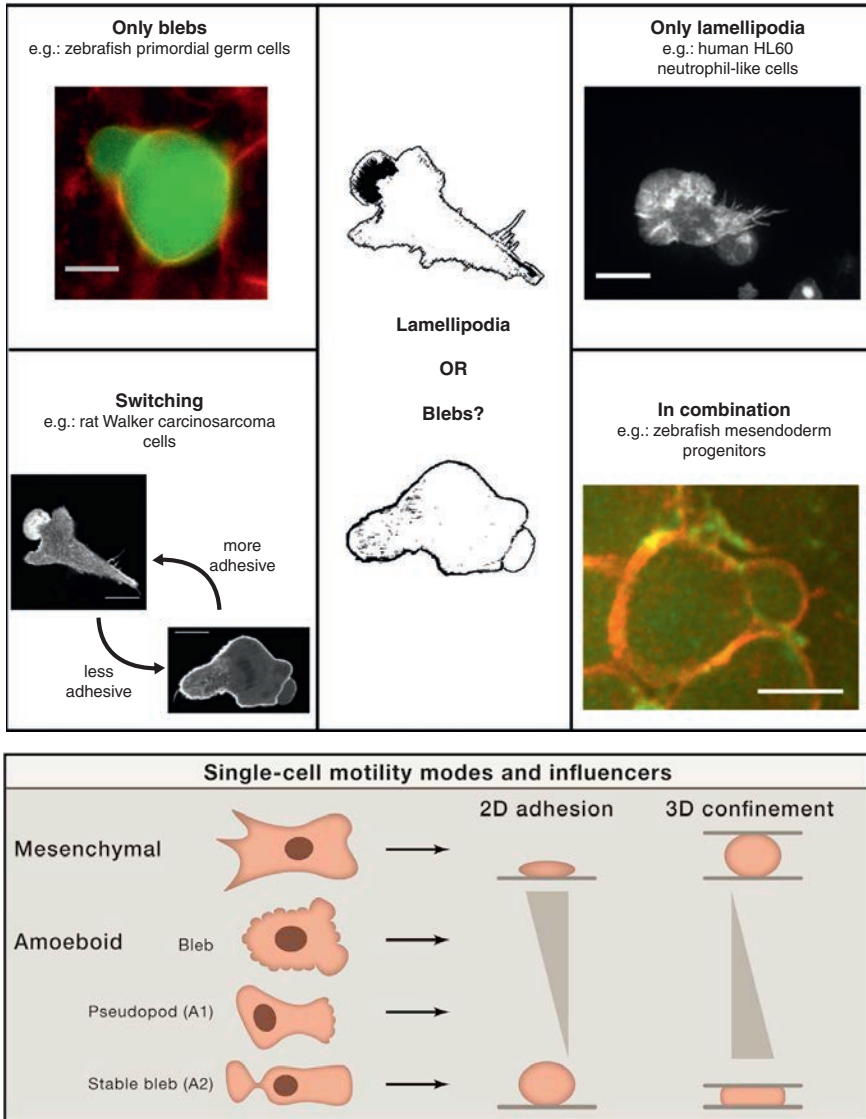 Only blebs
e.g.: zebrafish primordial germ cells
Only lamellipodia
e.g.: human HL60
neutrophil-like cells
Lamellipodia
OR
Blebs?
Switching
e.g.: rat Walker carcinosarcoma
cells
more
adhesive
less
adhesive
In combination
e.g.: zebrafish mesendoderm
progenitors
Single-cell motility modes and influencers
2D adhesion
3D confinement
Mesenchymal
Amoeboid
Bleb
Pseudopod (A1)
Stable bleb (A2)